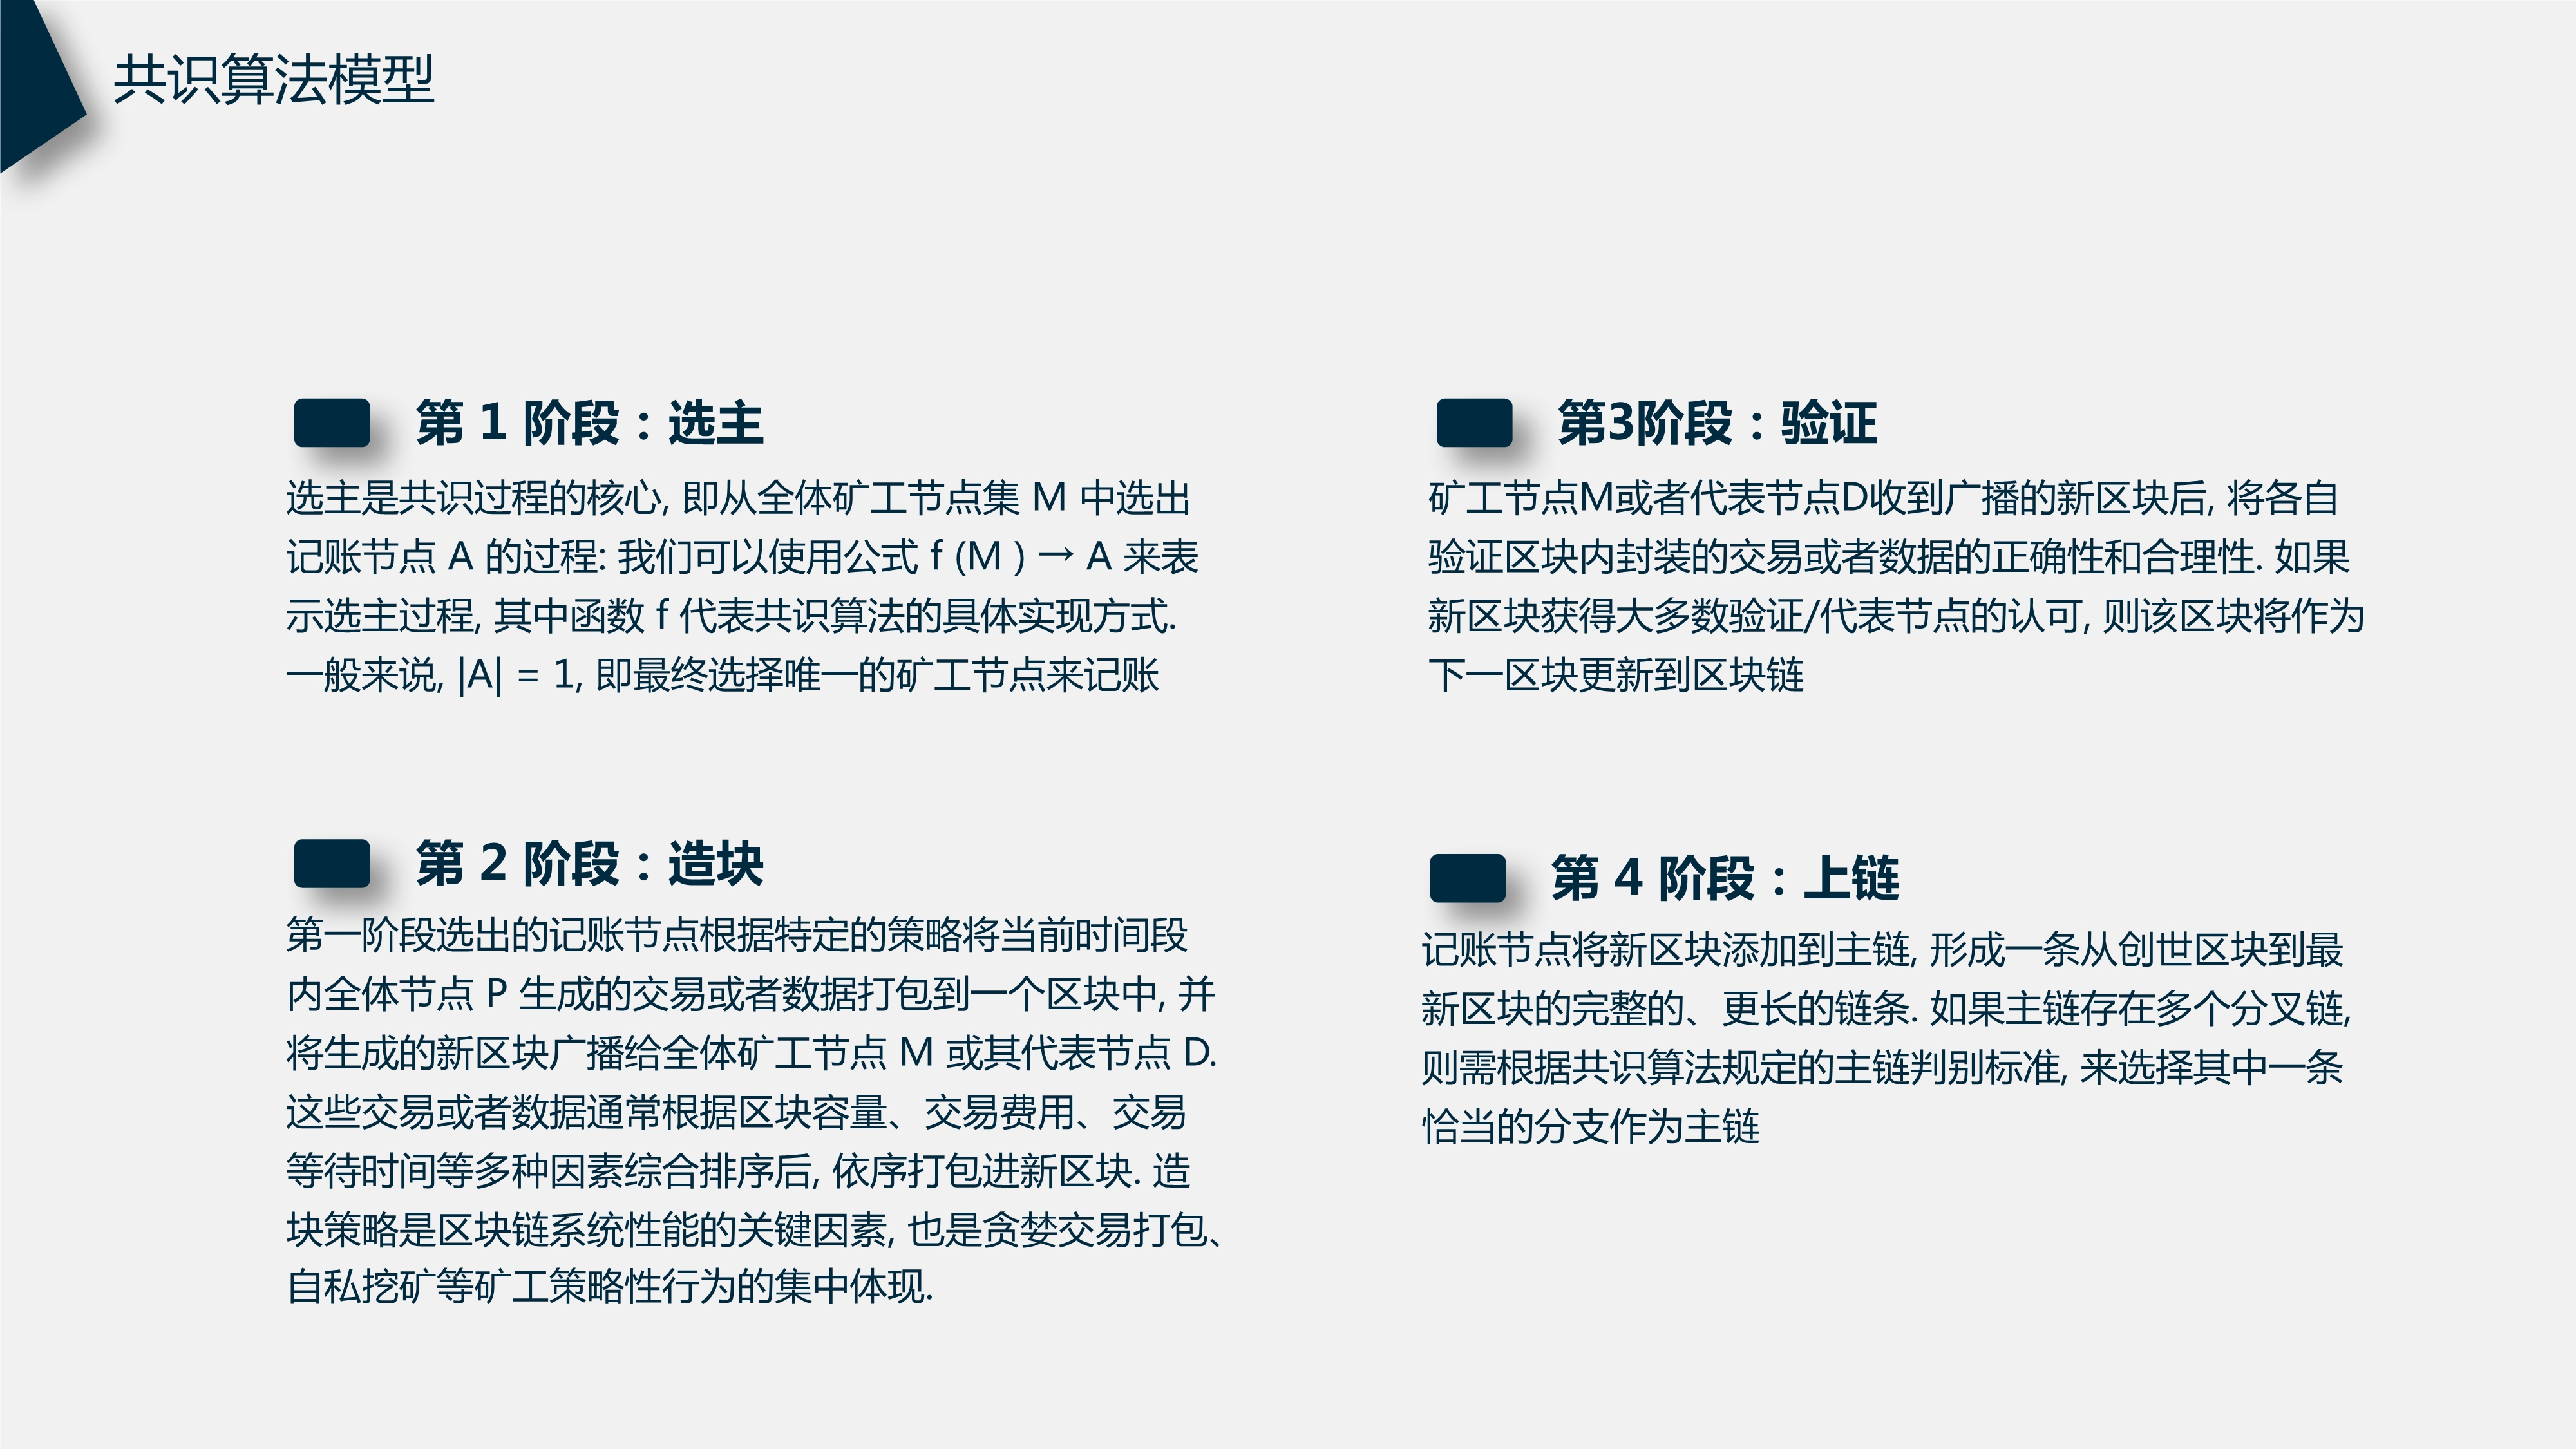 共识算法模型
第 1 阶段：选主
选主是共识过程的核心, 即从全体矿工节点集 M 中选出
记账节点 A 的过程: 我们可以使用公式 f (M ) → A 来表
示选主过程, 其中函数 f 代表共识算法的具体实现方式.
一般来说, |A| = 1, 即最终选择唯一的矿工节点来记账
第 2 阶段：造块
第一阶段选出的记账节点根据特定的策略将当前时间段
内全体节点 P 生成的交易或者数据打包到一个区块中, 并
将生成的新区块广播给全体矿工节点 M 或其代表节点 D.
这些交易或者数据通常根据区块容量、交易费用、交易
等待时间等多种因素综合排序后, 依序打包进新区块. 造
块策略是区块链系统性能的关键因素, 也是贪婪交易打包、
自私挖矿等矿工策略性行为的集中体现.
第3阶段：验证
矿工节点M或者代表节点D收到广播的新区块后, 将各自
验证区块内封装的交易或者数据的正确性和合理性. 如果
新区块获得大多数验证/代表节点的认可, 则该区块将作为
下一区块更新到区块链
第 4 阶段：上链
记账节点将新区块添加到主链, 形成一条从创世区块到最
新区块的完整的、更长的链条. 如果主链存在多个分叉链,
则需根据共识算法规定的主链判别标准, 来选择其中一条
恰当的分支作为主链